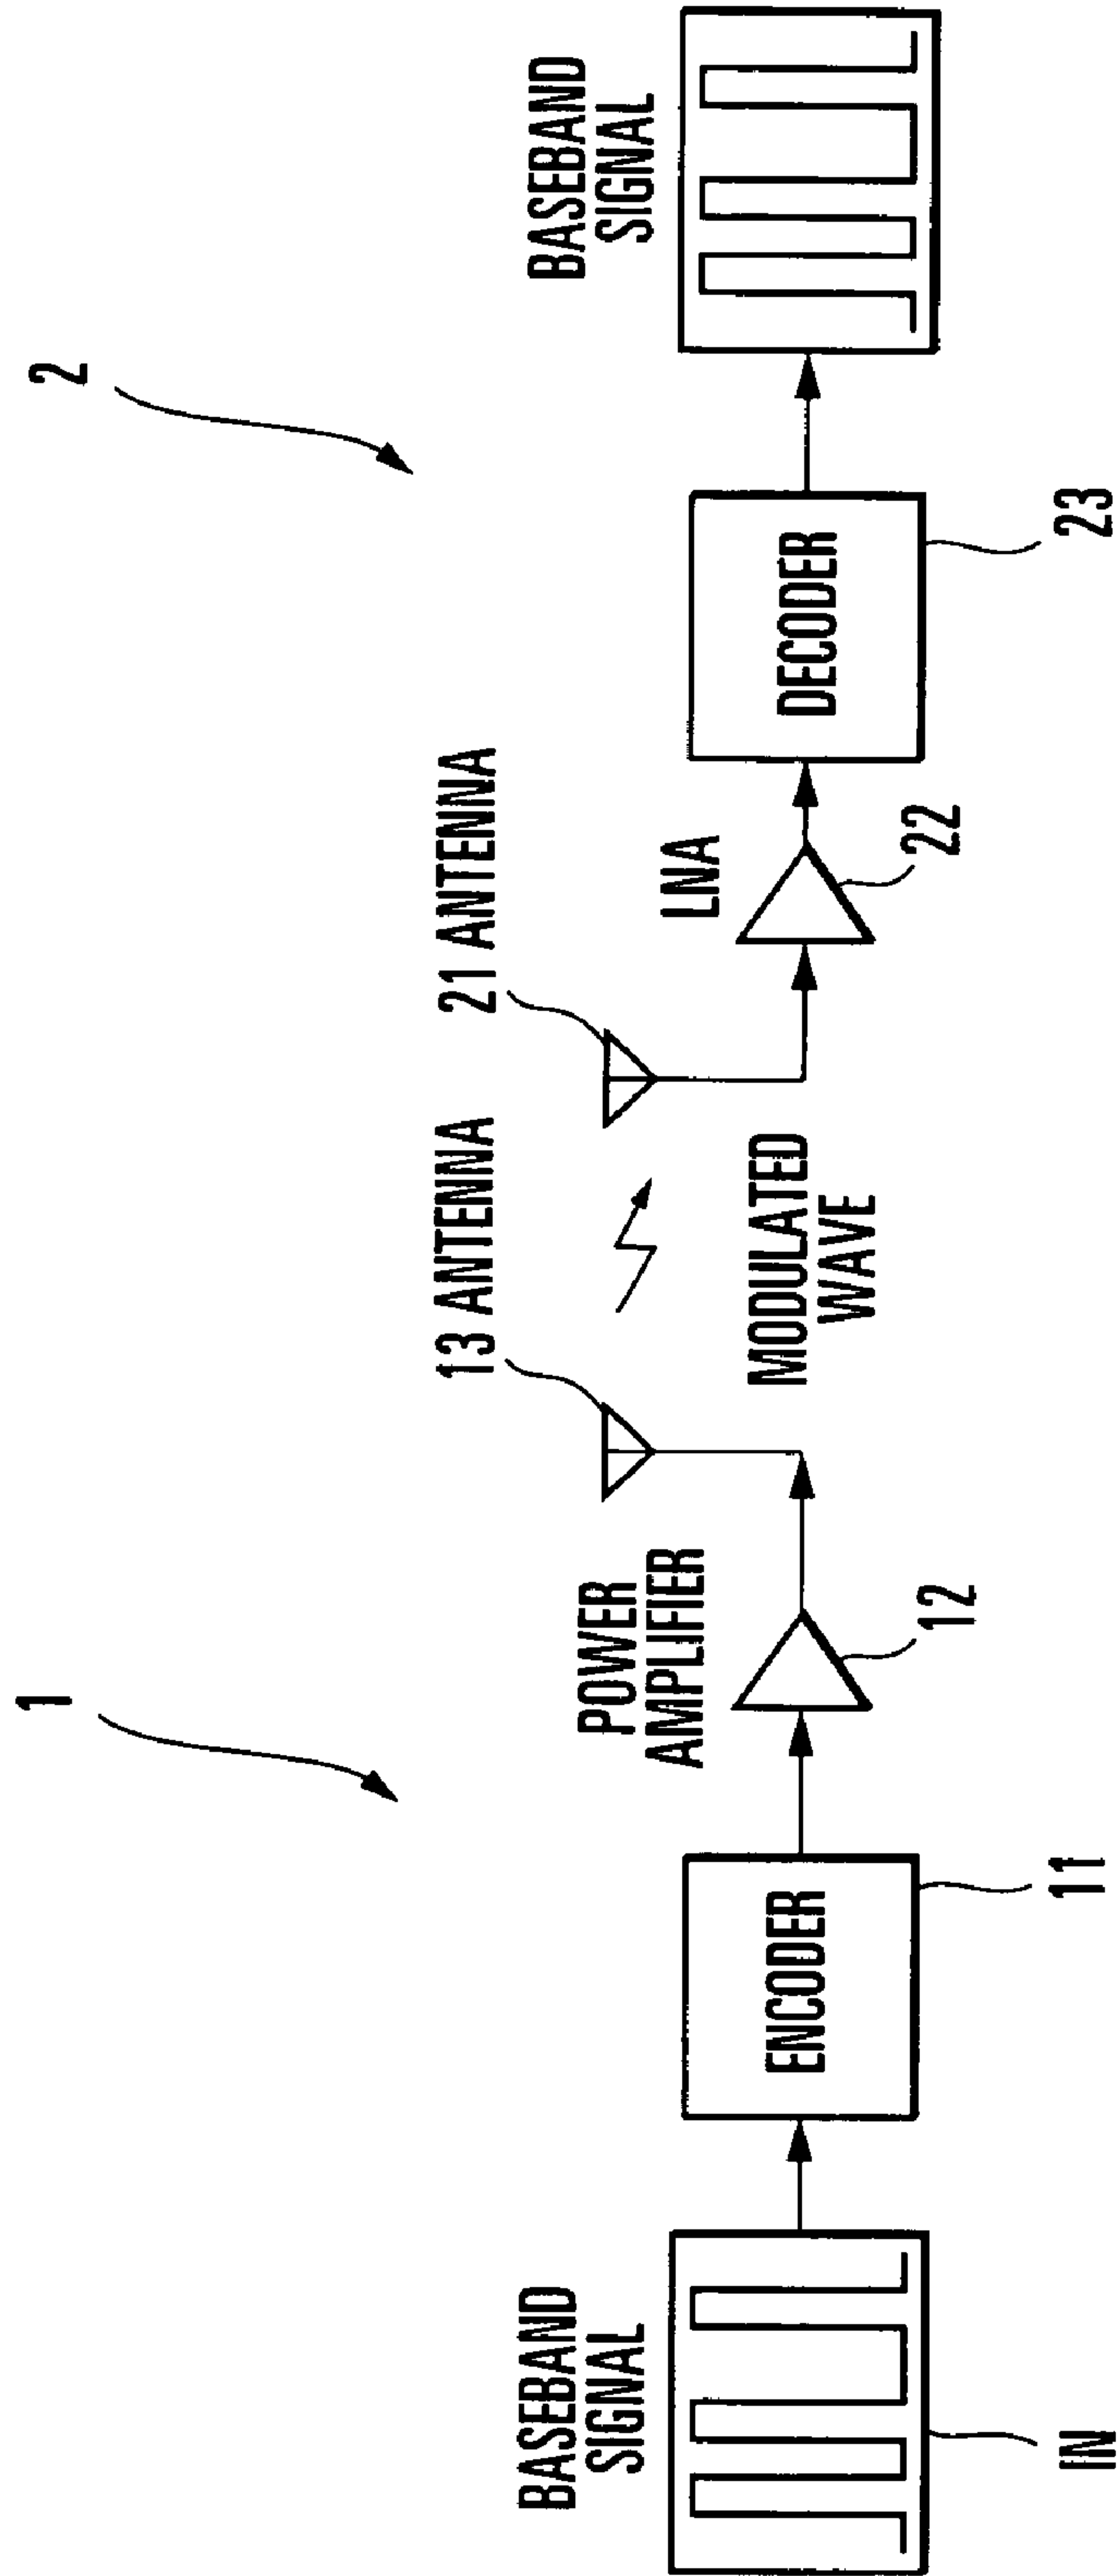 1
2
BASEBAND
SIGNAL
IN
ENCODER
11
POWER
AMPLIFIER
12
13 ANTENNA
MODULATED
WAVE
21 ANTENNA
LNA
22
DECODER
23
BASEBAND
SIGNAL